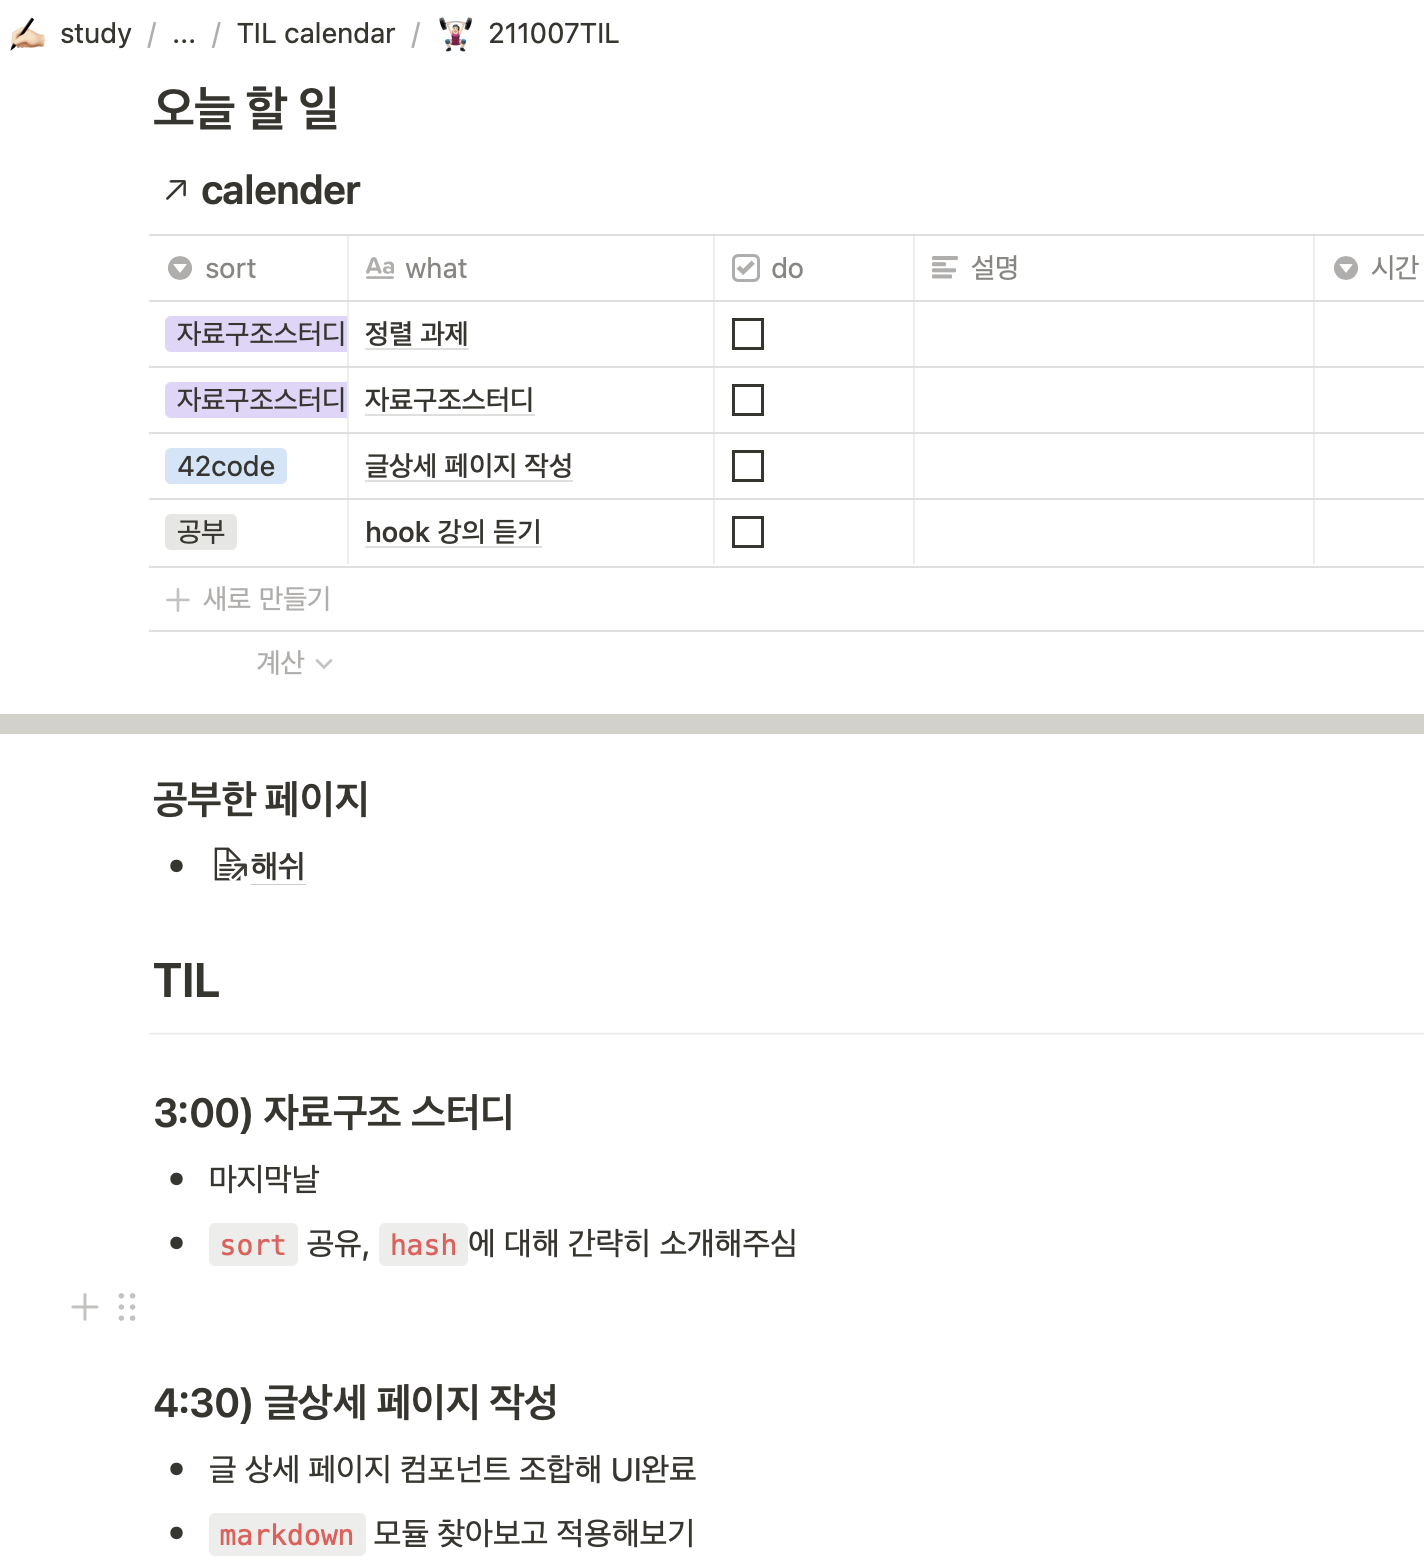 study / ... / TIL calendar / 211007TIL
오늘 할 일
calender
sort Aa what do 설명 시간
자료구조스터디 정렬 과제
자료구조스터디 자료구조스터디
42code 글상세 페이지 작성
공부 hook 강의 듣기
새로 만들기
계산
공부한 페이지
해쉬
TIL
3:00) 자료구조 스터디
마지막날
sort 공유, hash에 대해 간략히 소개해주심
4:30) 글상세 페이지 작성
글 상세 페이지 컴포넌트 조합해 UI완료
markdown 모듈 찾아보고 적용해보기